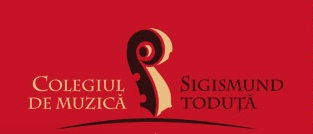 COLEGIUL
DE MUZICĂ
SIGISMUND
TODUȚĂ